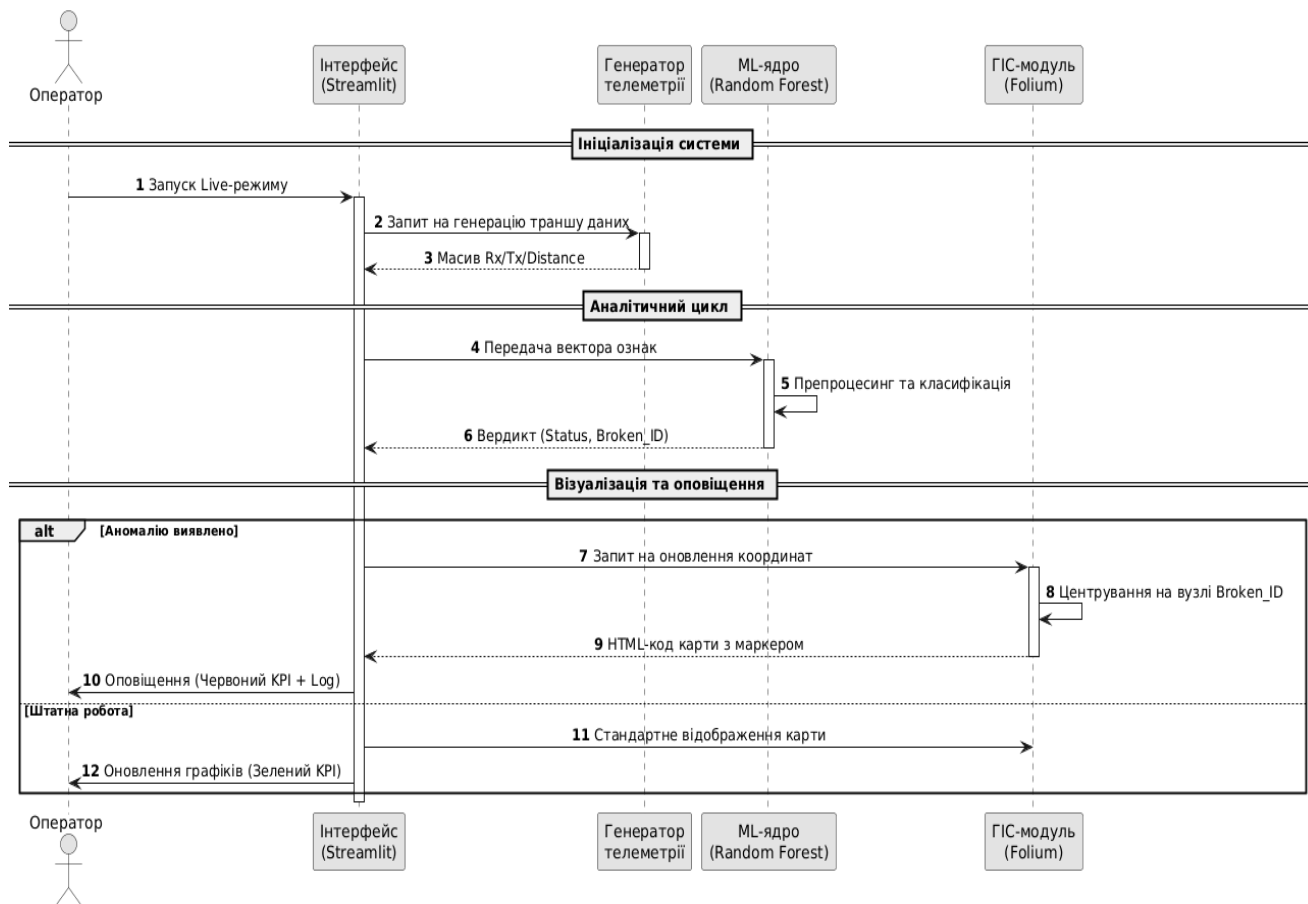 Оператор
Інтерфейс
(Streamlit)
Генератор
телеметрії
ML-ядро
(Random Forest)
ГІС-модуль
(Folium)
Ініціалізація системи
1 Запуск Live-режиму
2 Запит на генерацію траншу даних
3 Масив Rx/Tx/Distance
Аналітичний цикл
4 Передача вектора ознак
5 Препроцесинг та класифікація
6 Вердикт (Status, Broken_ID)
Візуалізація та оповіщення
alt [Аномалію виявлено]
7 Запит на оновлення координат
8 Центрування на вузлі Broken_ID
9 HTML-код карти з маркером
10 Оповіщення (Червоний KPI + Log)
[Штатна робота]
11 Стандартне відображення карти
12 Оновлення графіків (Зелений KPI)
Оператор
Інтерфейс
(Streamlit)
Генератор
телеметрії
ML-ядро
(Random Forest)
ГІС-модуль
(Folium)